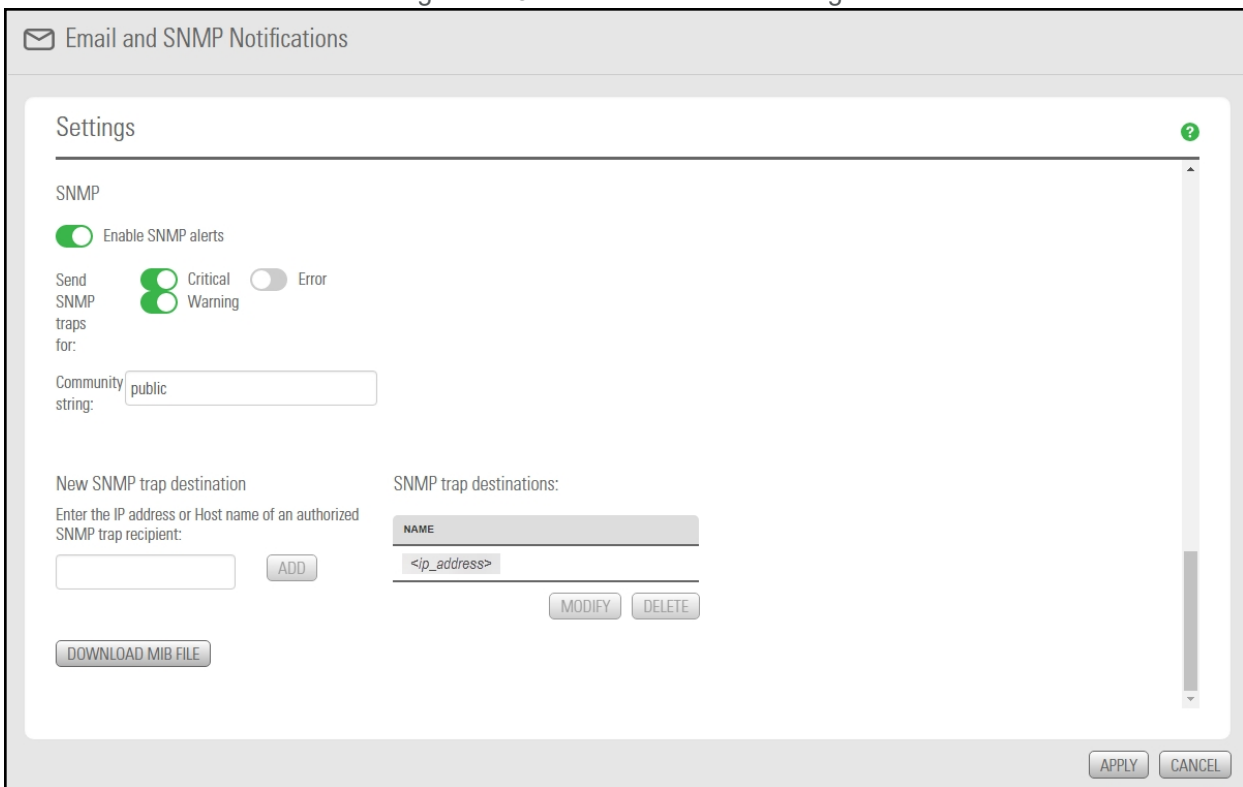 Email and SNMP Notifications
Settings
?
SNMP
Enable SNMP alerts
Send SNMP traps for:
Critical
Error
Warning
Community string:
public
New SNMP trap destination
Enter the IP address or Host name of an authorized
SNMP trap recipient:
ADD
SNMP trap destinations:
NAME
<ip_address>
MODIFY
DELETE
DOWNLOAD MIB FILE
APPLY
CANCEL